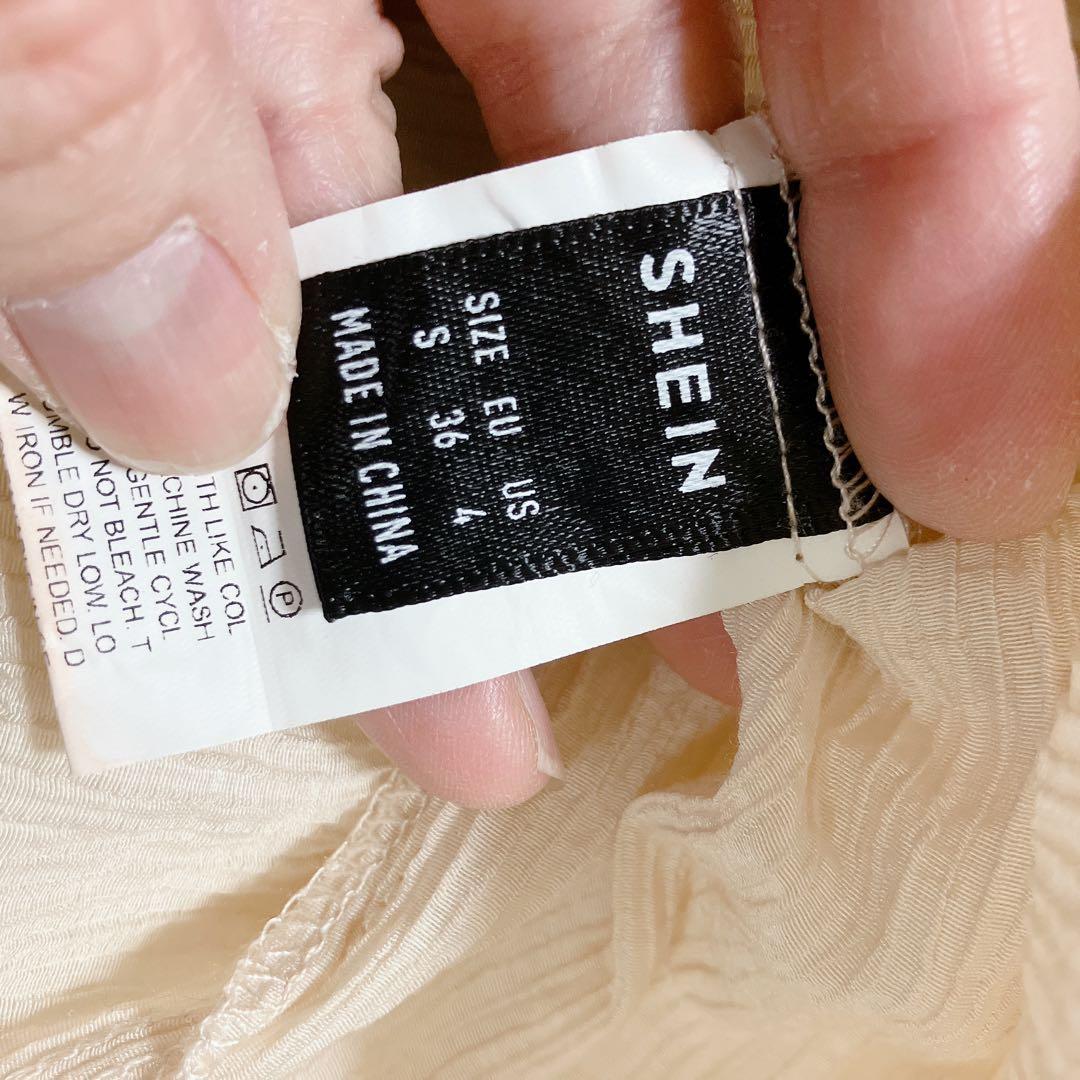 SHEIN
SIZE EU US
S 36 4
MADE IN CHINA
P
TH LIKE COL
CHINE WASH
GENTLE CYCL
NOT BLEACH. T
UMBLE DRY LOW. LO
W IRON IF NEEDED. D